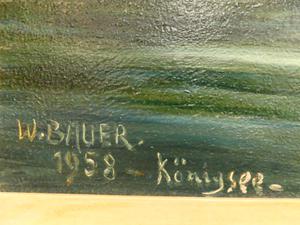 W. BAUER.
1958 - Königsee.